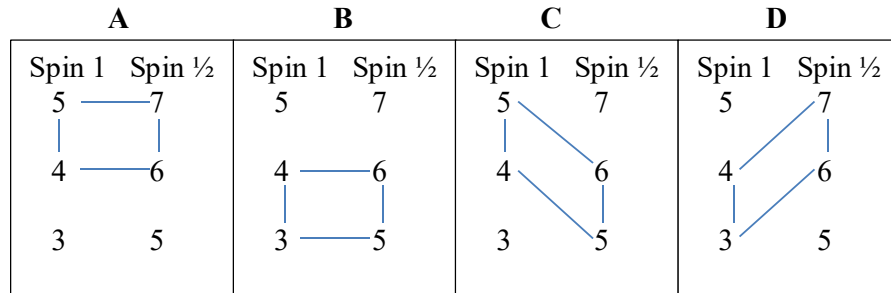 A B C D
Spin 1 Spin ½ Spin 1 Spin ½ Spin 1 Spin ½ Spin 1 Spin ½
5 7 5 7 5 7 5 7
4 6 4 6 4 6 4 6
3 5 3 5 3 5 3 5